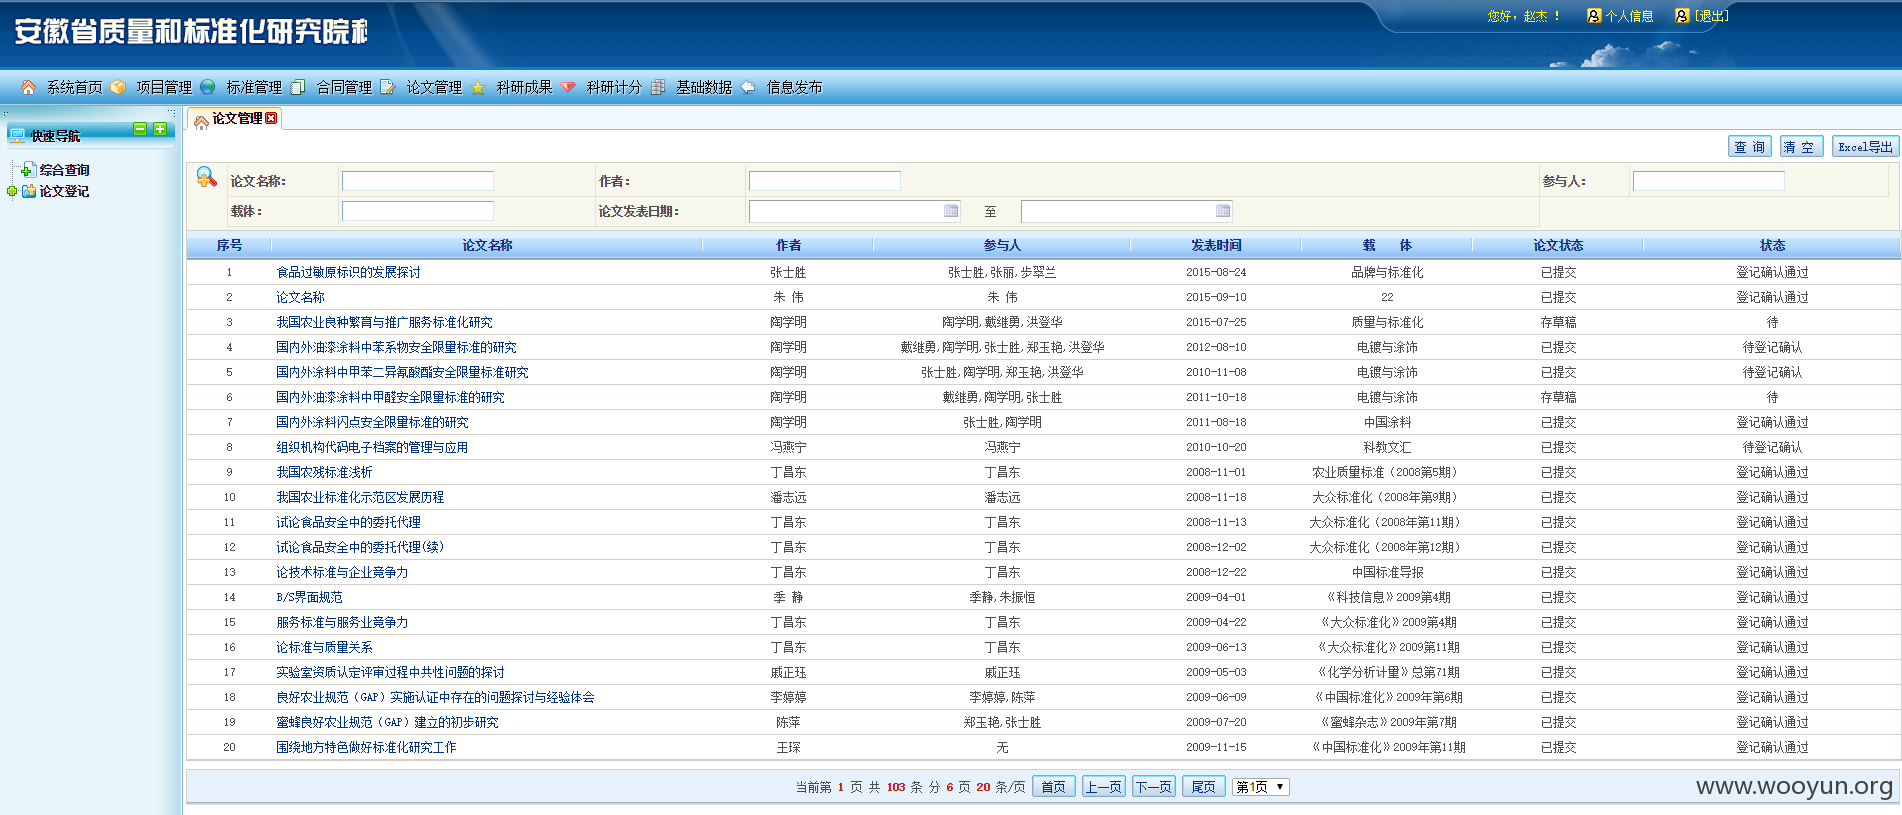 安徽省质量和标准化研究院科
您好，赵杰 ！ 个人信息 [退出]
系统首页 项目管理 标准管理 合同管理 论文管理 科研成果 科研计分 基础数据 信息发布
快速导航
综合查询
论文登记
论文管理
查 询 清 空 Excel导出
论文名称： 作者： 参与人：
载体： 论文发表日期： 至
序号 论文名称 作者 参与人 发表时间 载 体 论文状态 状态
1 食品过敏原标识的发展探讨 张士胜 张士胜,张丽,步翠兰 2015-08-24 品牌与标准化 已提交 登记确认通过
2 论文名称 朱 伟 朱 伟 2015-09-10 22 已提交 登记确认通过
3 我国农业良种繁育与推广服务标准化研究 陶学明 陶学明,戴继勇,洪登华 2015-07-25 质量与标准化 存草稿 待
4 国内外油漆涂料中苯系物安全限量标准的研究 陶学明 戴继勇,陶学明,张士胜,郑玉艳,洪登华 2012-08-10 电镀与涂饰 已提交 待登记确认
5 国内外涂料中甲苯二异氰酸酯安全限量标准研究 陶学明 张士胜,陶学明,郑玉艳,洪登华 2010-11-08 电镀与涂饰 已提交 待登记确认
6 国内外油漆涂料中甲醛安全限量标准的研究 陶学明 戴继勇,陶学明,张士胜 2011-10-18 电镀与涂饰 存草稿 待
7 国内外涂料闪点安全限量标准的研究 陶学明 张士胜,陶学明 2011-08-18 中国涂料 已提交 登记确认通过
8 组织机构代码电子档案的管理与应用 冯燕宁 冯燕宁 2010-10-20 科教文汇 已提交 待登记确认
9 我国农残标准浅析 丁昌东 丁昌东 2008-11-01 农业质量标准（2008第5期） 已提交 登记确认通过
10 我国农业标准化示范区发展历程 潘志远 潘志远 2008-11-18 大众标准化（2008年第9期） 已提交 登记确认通过
11 试论食品安全中的委托代理 丁昌东 丁昌东 2008-11-13 大众标准化（2008年第11期） 已提交 登记确认通过
12 试论食品安全中的委托代理(续) 丁昌东 丁昌东 2008-12-02 大众标准化（2008年第12期） 已提交 登记确认通过
13 论技术标准与企业竞争力 丁昌东 丁昌东 2008-12-22 中国标准导报 已提交 登记确认通过
14 B/S界面规范 季 静 季静,朱振恒 2009-04-01 《科技信息》2009第4期 已提交 登记确认通过
15 服务标准与服务业竞争力 丁昌东 丁昌东 2009-04-22 《大众标准化》2009第4期 已提交 登记确认通过
16 论标准与质量关系 丁昌东 丁昌东 2009-06-13 《大众标准化》2009第11期 已提交 登记确认通过
17 实验室资质认定评审过程中共性问题的探讨 戚正珏 戚正珏 2009-05-03 《化学分析计量》总第71期 已提交 登记确认通过
18 良好农业规范（GAP）实施认证中存在的问题探讨与经验体会 李婷婷 李婷婷,陈萍 2009-06-09 《中国标准化》2009年第6期 已提交 登记确认通过
19 蜜蜂良好农业规范（GAP）建立的初步研究 陈萍 郑玉艳,张士胜 2009-07-20 《蜜蜂杂志》2009年第7期 已提交 登记确认通过
20 围绕地方特色做好标准化研究工作 王琛 无 2009-11-15 《中国标准化》2009年第11期 已提交 登记确认通过
当前第 1 页 共 103 条 分 6 页 20 条/页 首页 上一页 下一页 尾页 第1页
www.wooyun.org